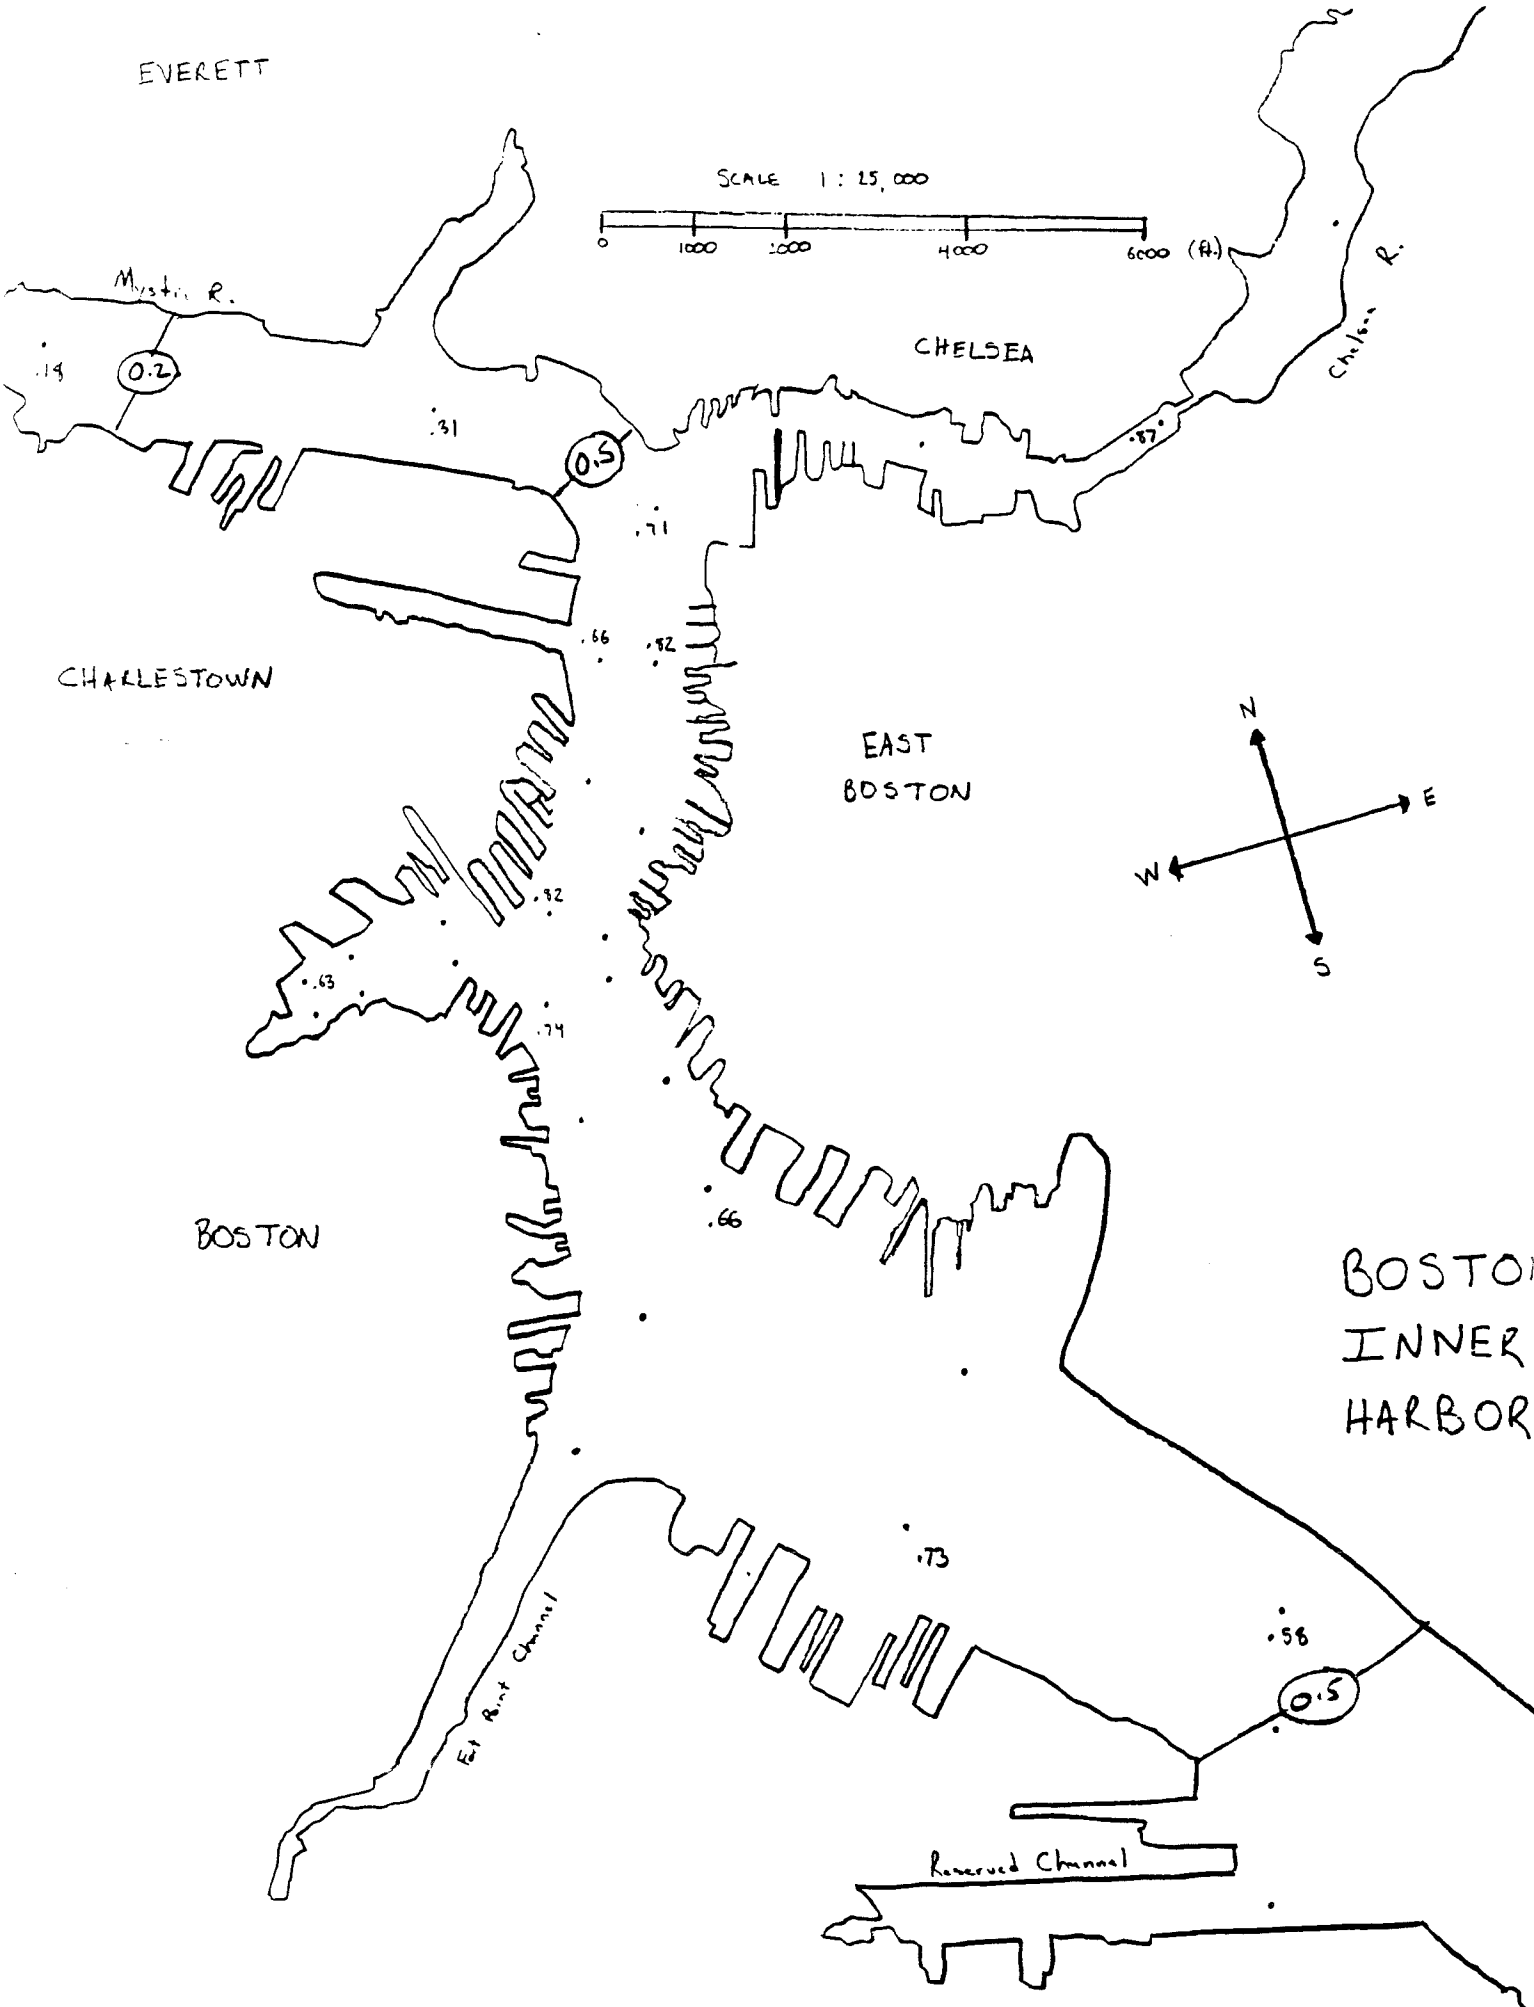 EVERETT
SCALE 1 : 25,000
0 1000 2000 4000 6000 (ft.)
Mystic R.
Chelsea R.
CHELSEA
.18
0.2
.31
0.5
.87
.71
.66
.82
CHARLESTOWN
EAST
BOSTON
N
E
W
S
.82
.63
.74
BOSTON
.66
BOSTON
INNER
HARBOR
.73
.58
0.5
Fort Point Channel
Reserved Channel